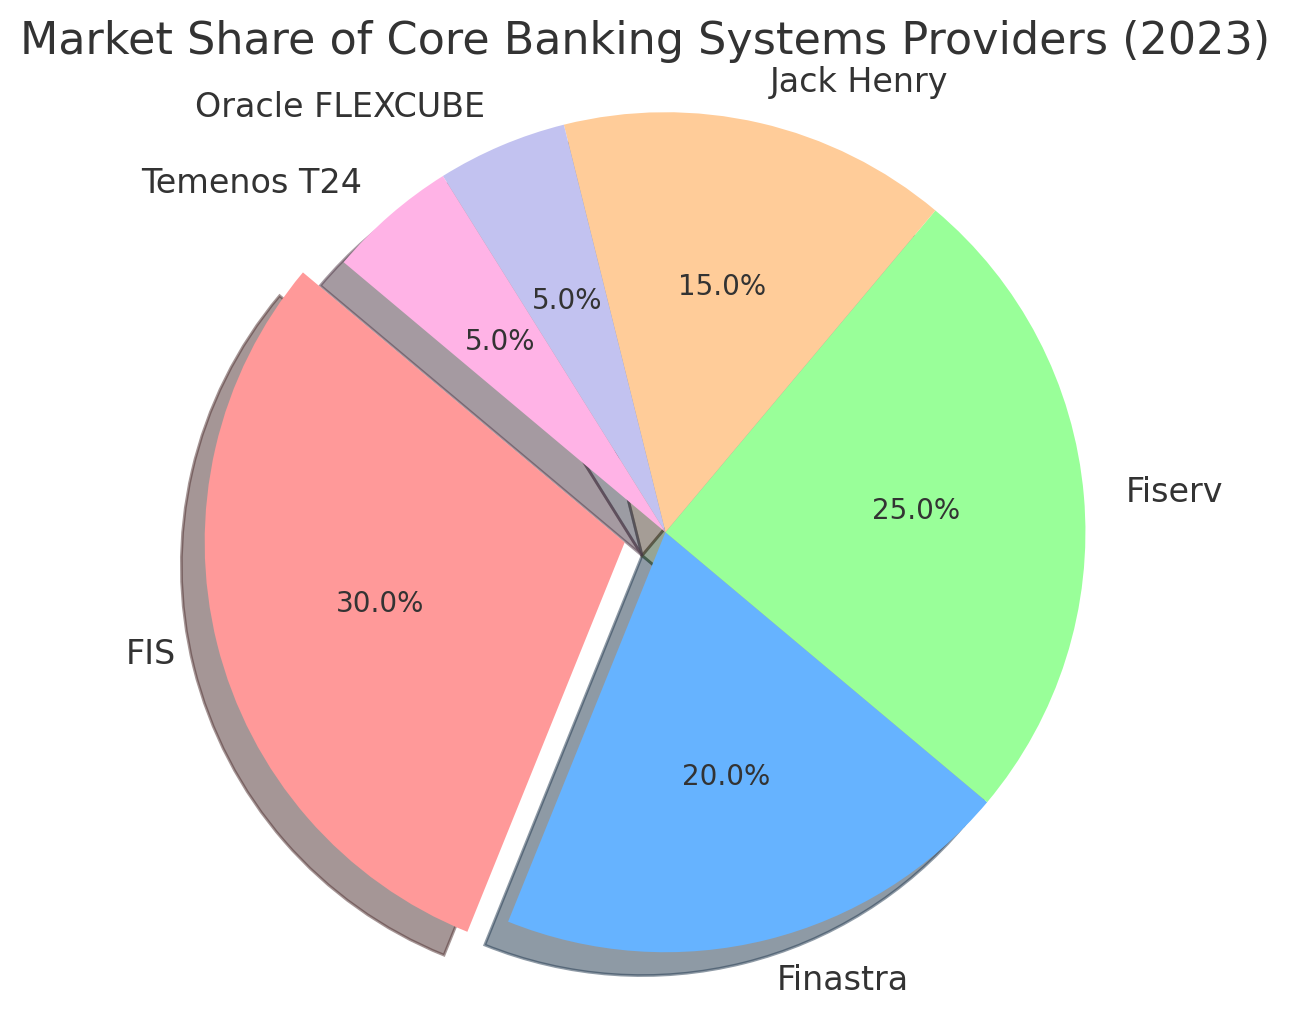 Market Share of Core Banking Systems Providers (2023)
Jack Henry
Oracle FLEXCUBE
Temenos T24
15.0%
5.0%
5.0%
Fiserv
25.0%
30.0%
FIS
20.0%
Finastra